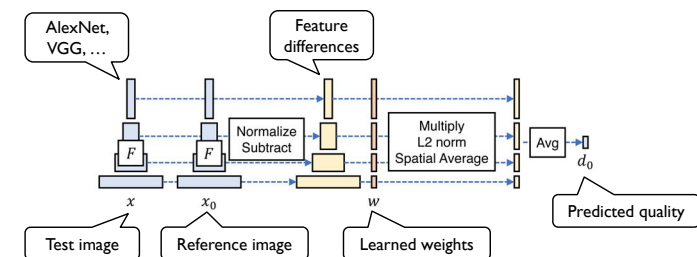 AlexNet,
VGG, …
Feature
differences
F
F
Normalize
Subtract
Multiply
L2 norm
Spatial Average
Avg
d₀
x
x₀
w
Predicted quality
Test image
Reference image
Learned weights